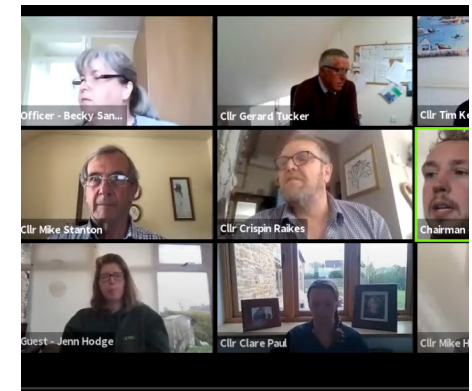 Officer - Becky San...
Cllr Gerard Tucker
Cllr Tim Ke
Cllr Mike Stanton
Cllr Crispin Raikes
Chairman
Guest - Jenn Hodge
Cllr Clare Paul
Cllr Mike H